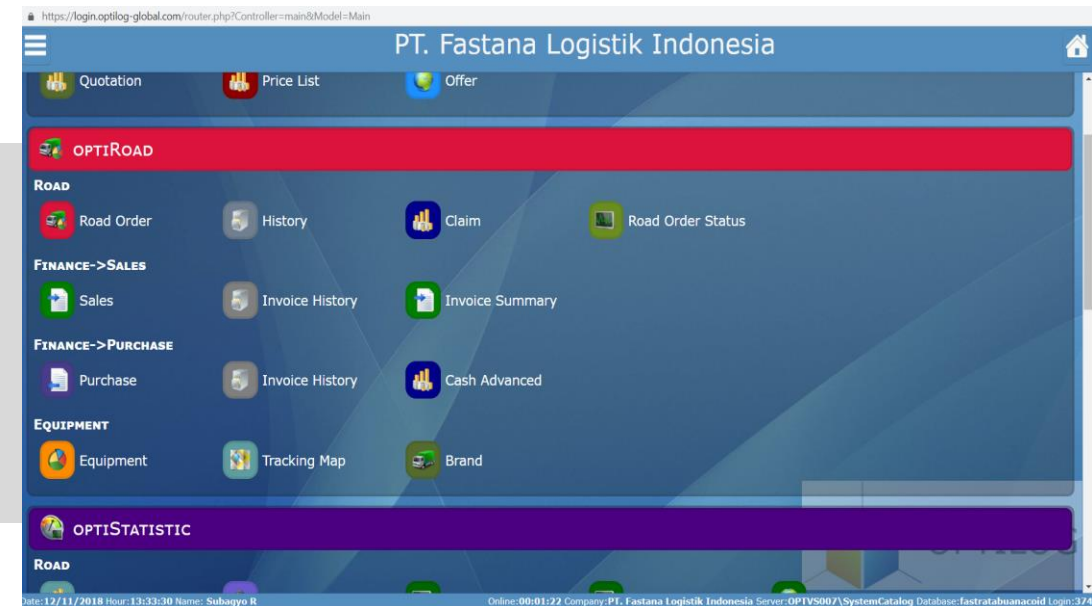 https://login.optilog-global.com/router.php?Controller=main&Model=Main
PT. Fastana Logistik Indonesia
Quotation Price List Offer
OPTIROAD
ROAD
Road Order History Claim Road Order Status
FINANCE->SALES
Sales Invoice History Invoice Summary
FINANCE->PURCHASE
Purchase Invoice History Cash Advanced
EQUIPMENT
Equipment Tracking Map Brand
OPTISTATISTIC
ROAD
Date:12/11/2018 Hour:13:33:30 Name: Subagyo R Online:00:01:22 Company:PT. Fastana Logistik Indonesia Server:OPTVS007\SystemCatalog Database:fastratabuanacoid Login:374